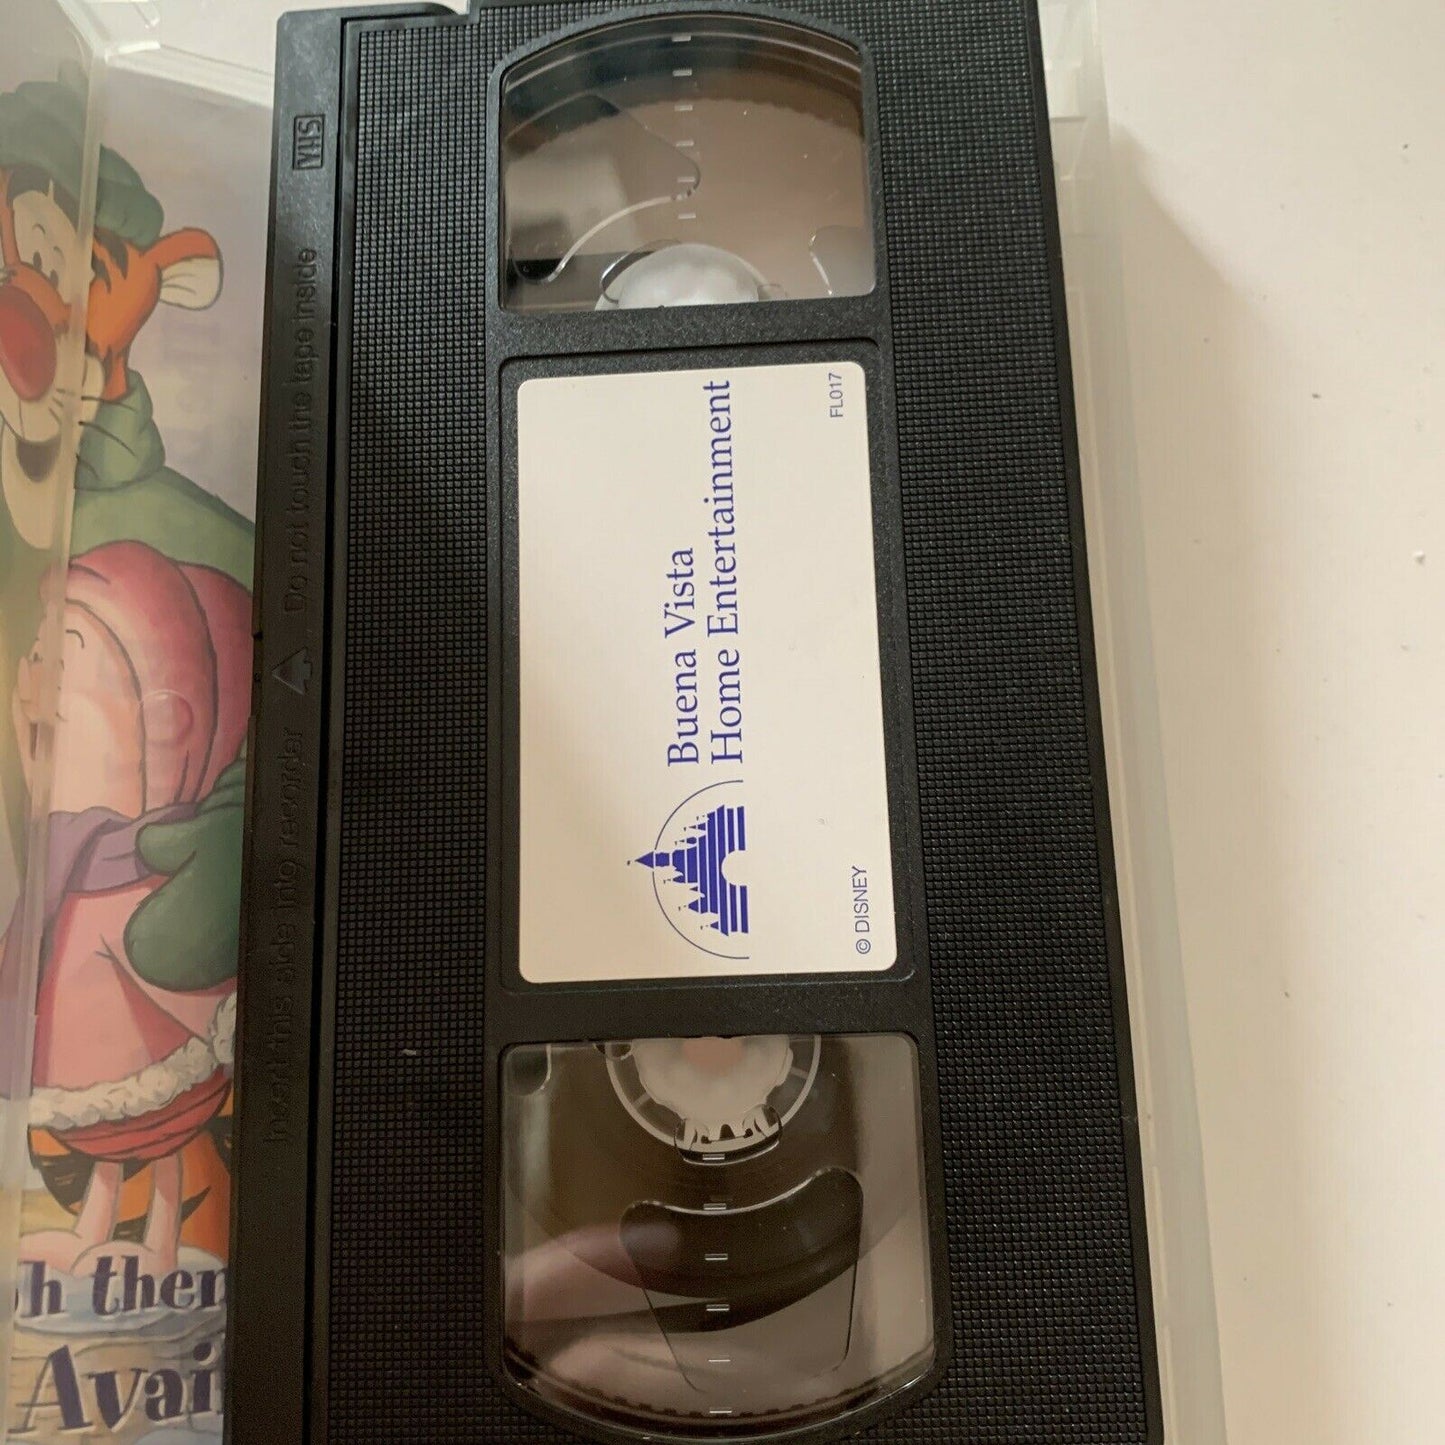 VHS
Insert this side into recorder Do not touch the tape inside
Buena Vista
Home Entertainment
© DISNEY
FL017
Avai